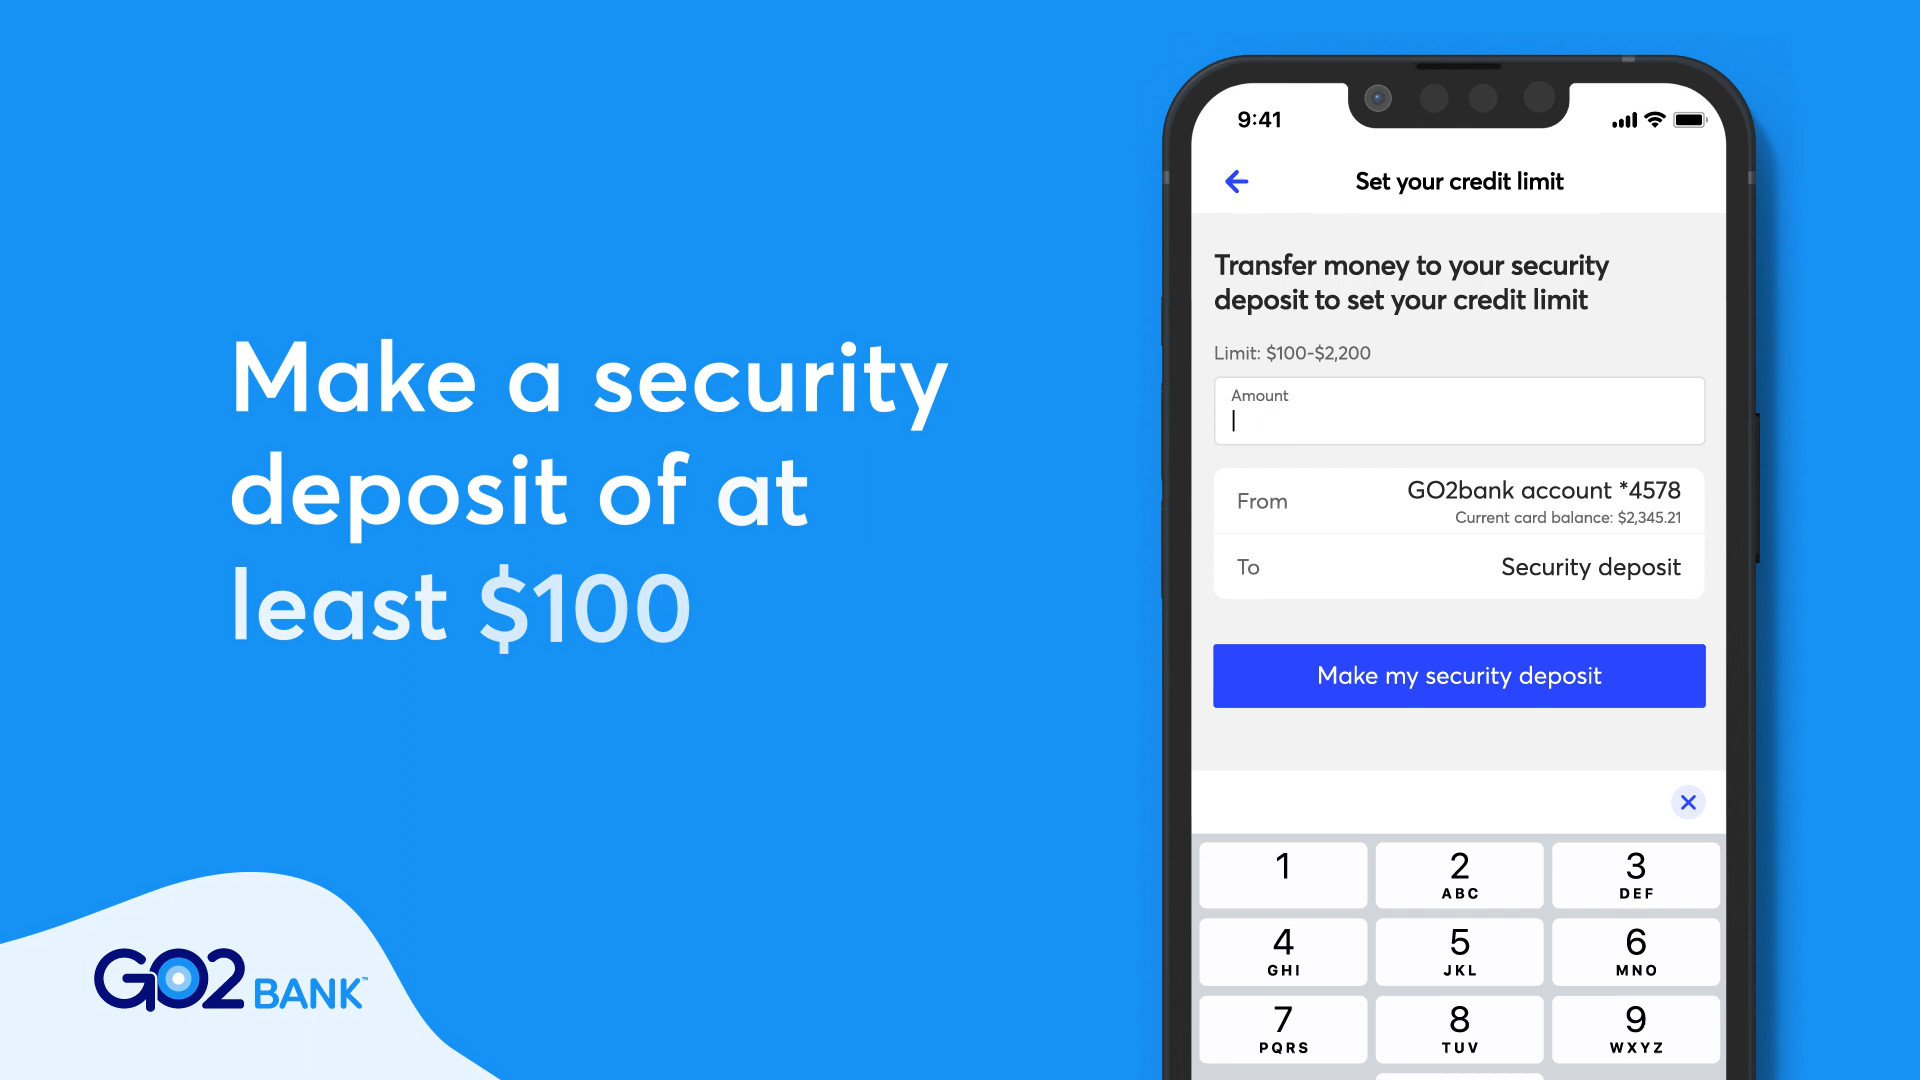 Make a security
deposit of at
least $100
GO2 BANK™
9:41
Set your credit limit
Transfer money to your security
deposit to set your credit limit
Limit: $100-$2,200
Amount
From
GO2bank account *4578
Current card balance: $2,345.21
To
Security deposit
Make my security deposit
1
2
ABC
3
DEF
4
GHI
5
JKL
6
MNO
7
PQRS
8
TUV
9
WXYZ